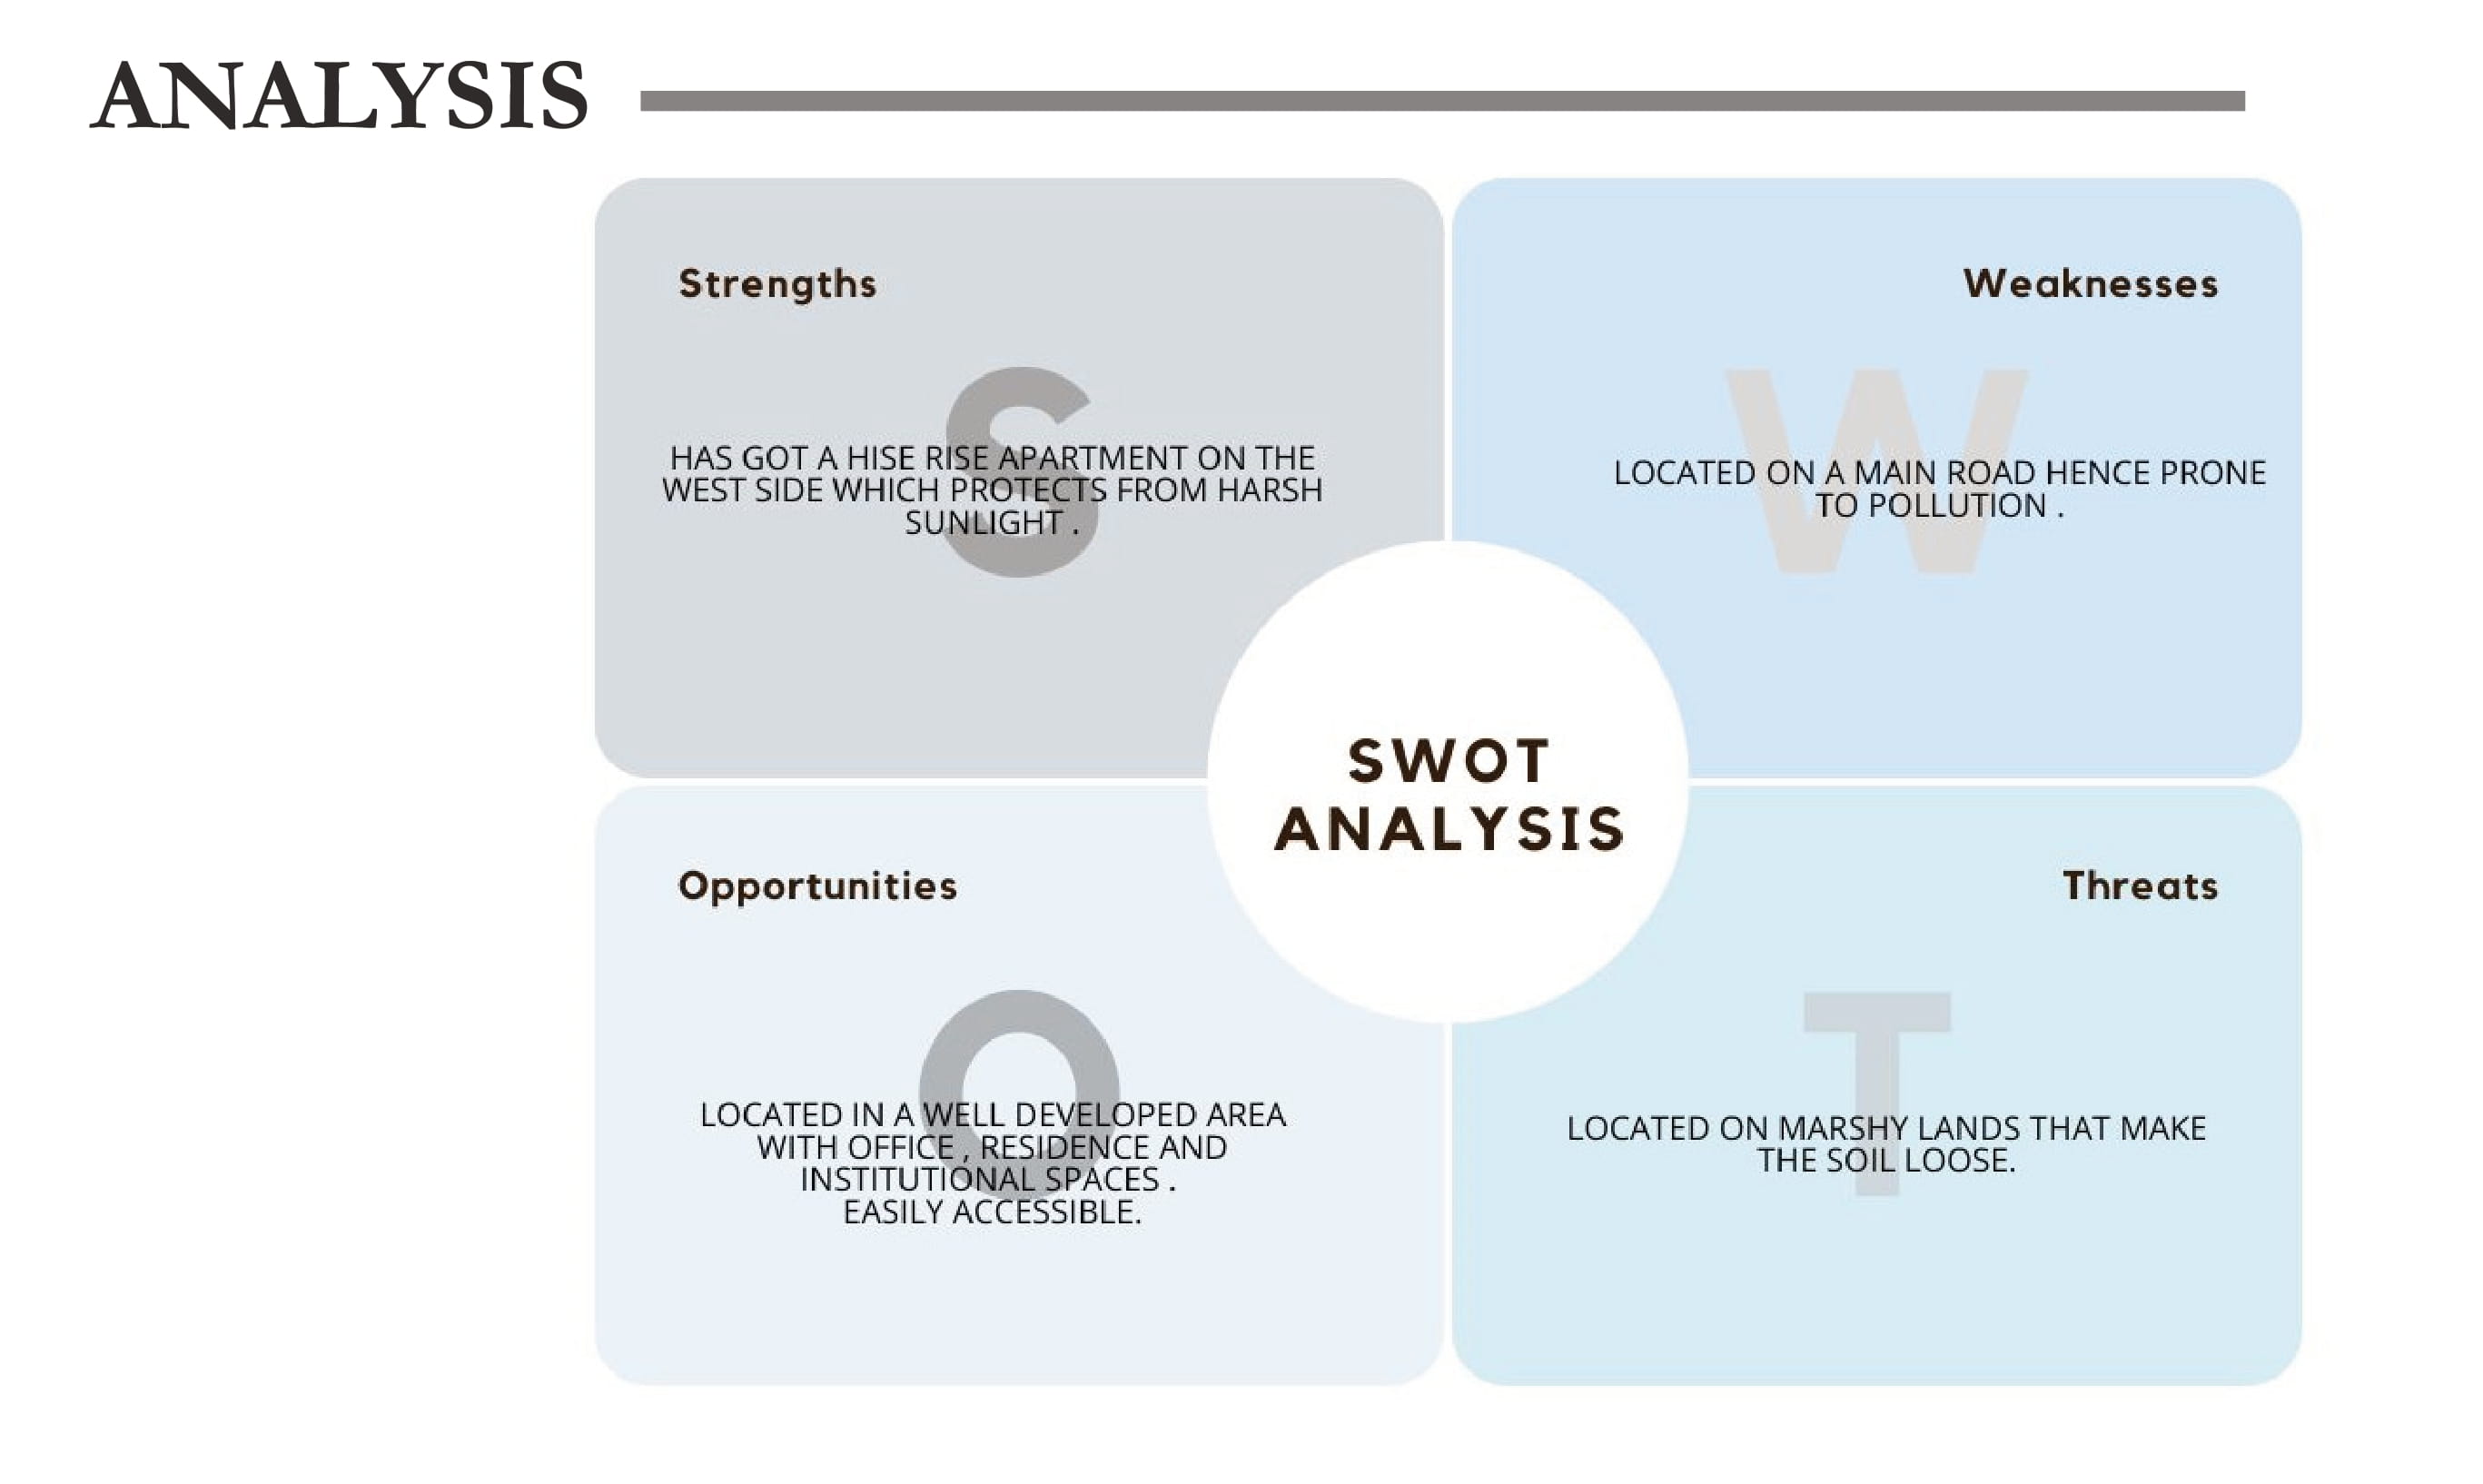 ANALYSIS
Strengths
S
HAS GOT A HISE RISE APARTMENT ON THE
WEST SIDE WHICH PROTECTS FROM HARSH
SUNLIGHT .
Weaknesses
W
LOCATED ON A MAIN ROAD HENCE PRONE
TO POLLUTION .
SWOT
ANALYSIS
Opportunities
O
LOCATED IN A WELL DEVELOPED AREA
WITH OFFICE , RESIDENCE AND
INSTITUTIONAL SPACES .
EASILY ACCESSIBLE.
Threats
T
LOCATED ON MARSHY LANDS THAT MAKE
THE SOIL LOOSE.